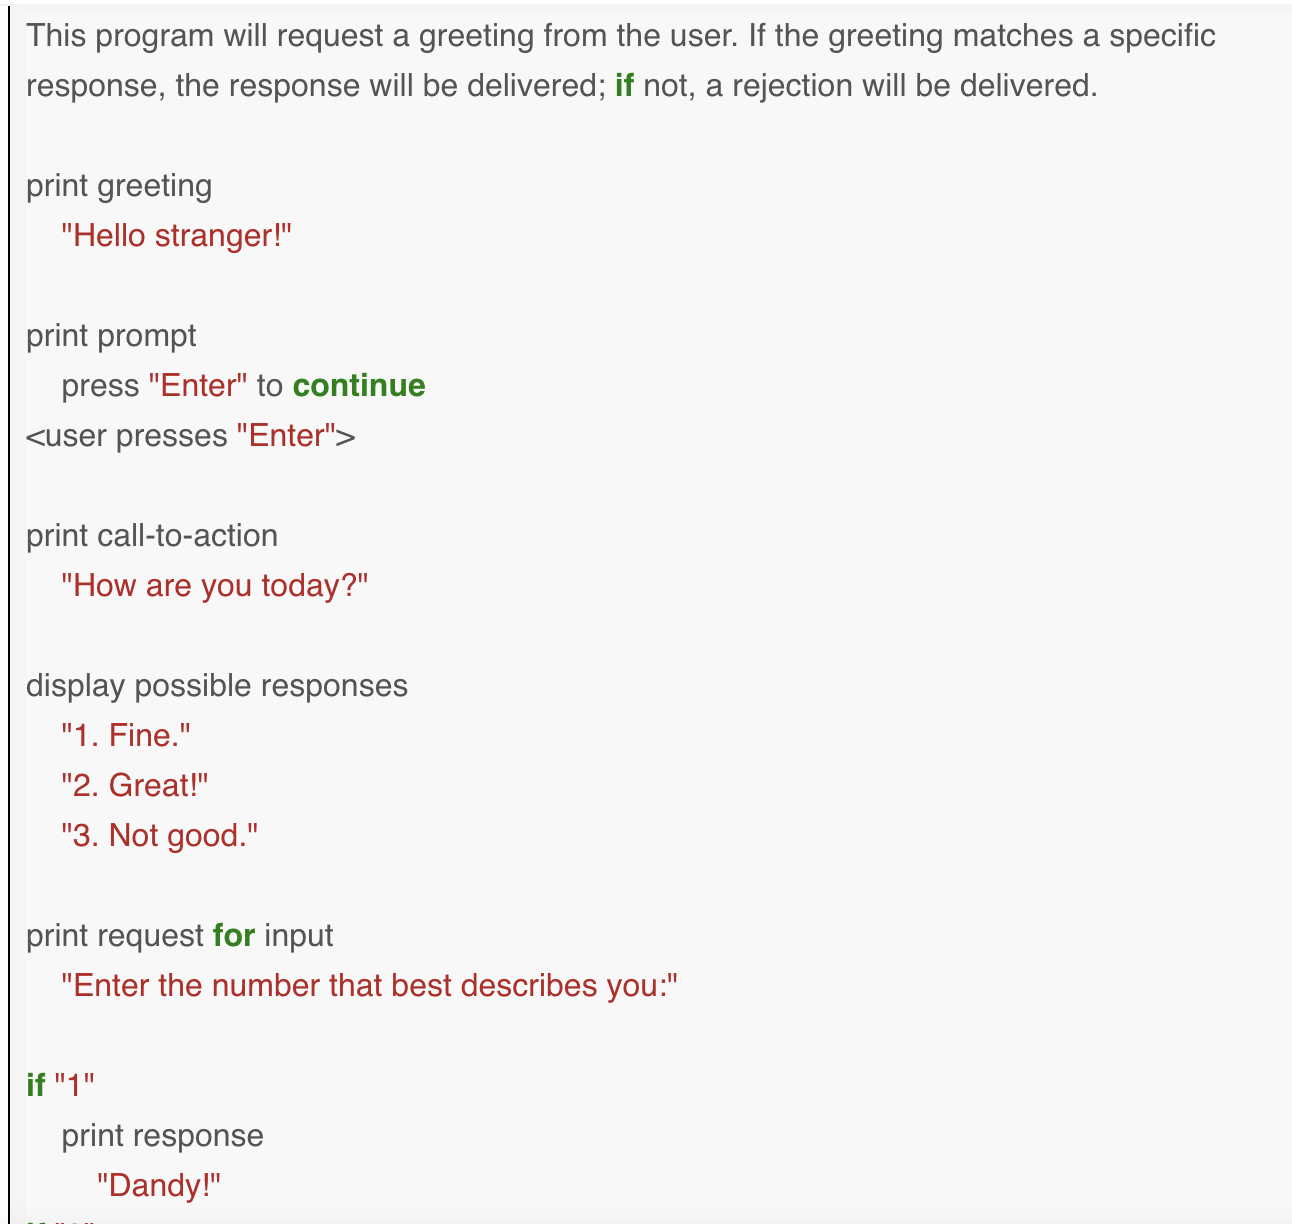 This program will request a greeting from the user. If the greeting matches a specific
response, the response will be delivered; if not, a rejection will be delivered.
print greeting
"Hello stranger!"
print prompt
press "Enter" to continue
<user presses "Enter">
print call-to-action
"How are you today?"
display possible responses
"1. Fine."
"2. Great!"
"3. Not good."
print request for input
"Enter the number that best describes you:"
if "1"
print response
"Dandy!"